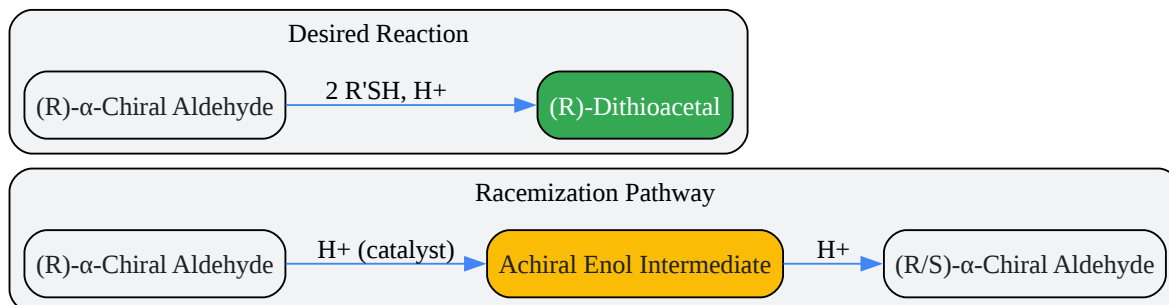 Desired Reaction
(R)-α-Chiral Aldehyde
2 R'SH, H+
(R)-Dithioacetal
Racemization Pathway
(R)-α-Chiral Aldehyde
H+ (catalyst)
Achiral Enol Intermediate
H+
(R/S)-α-Chiral Aldehyde